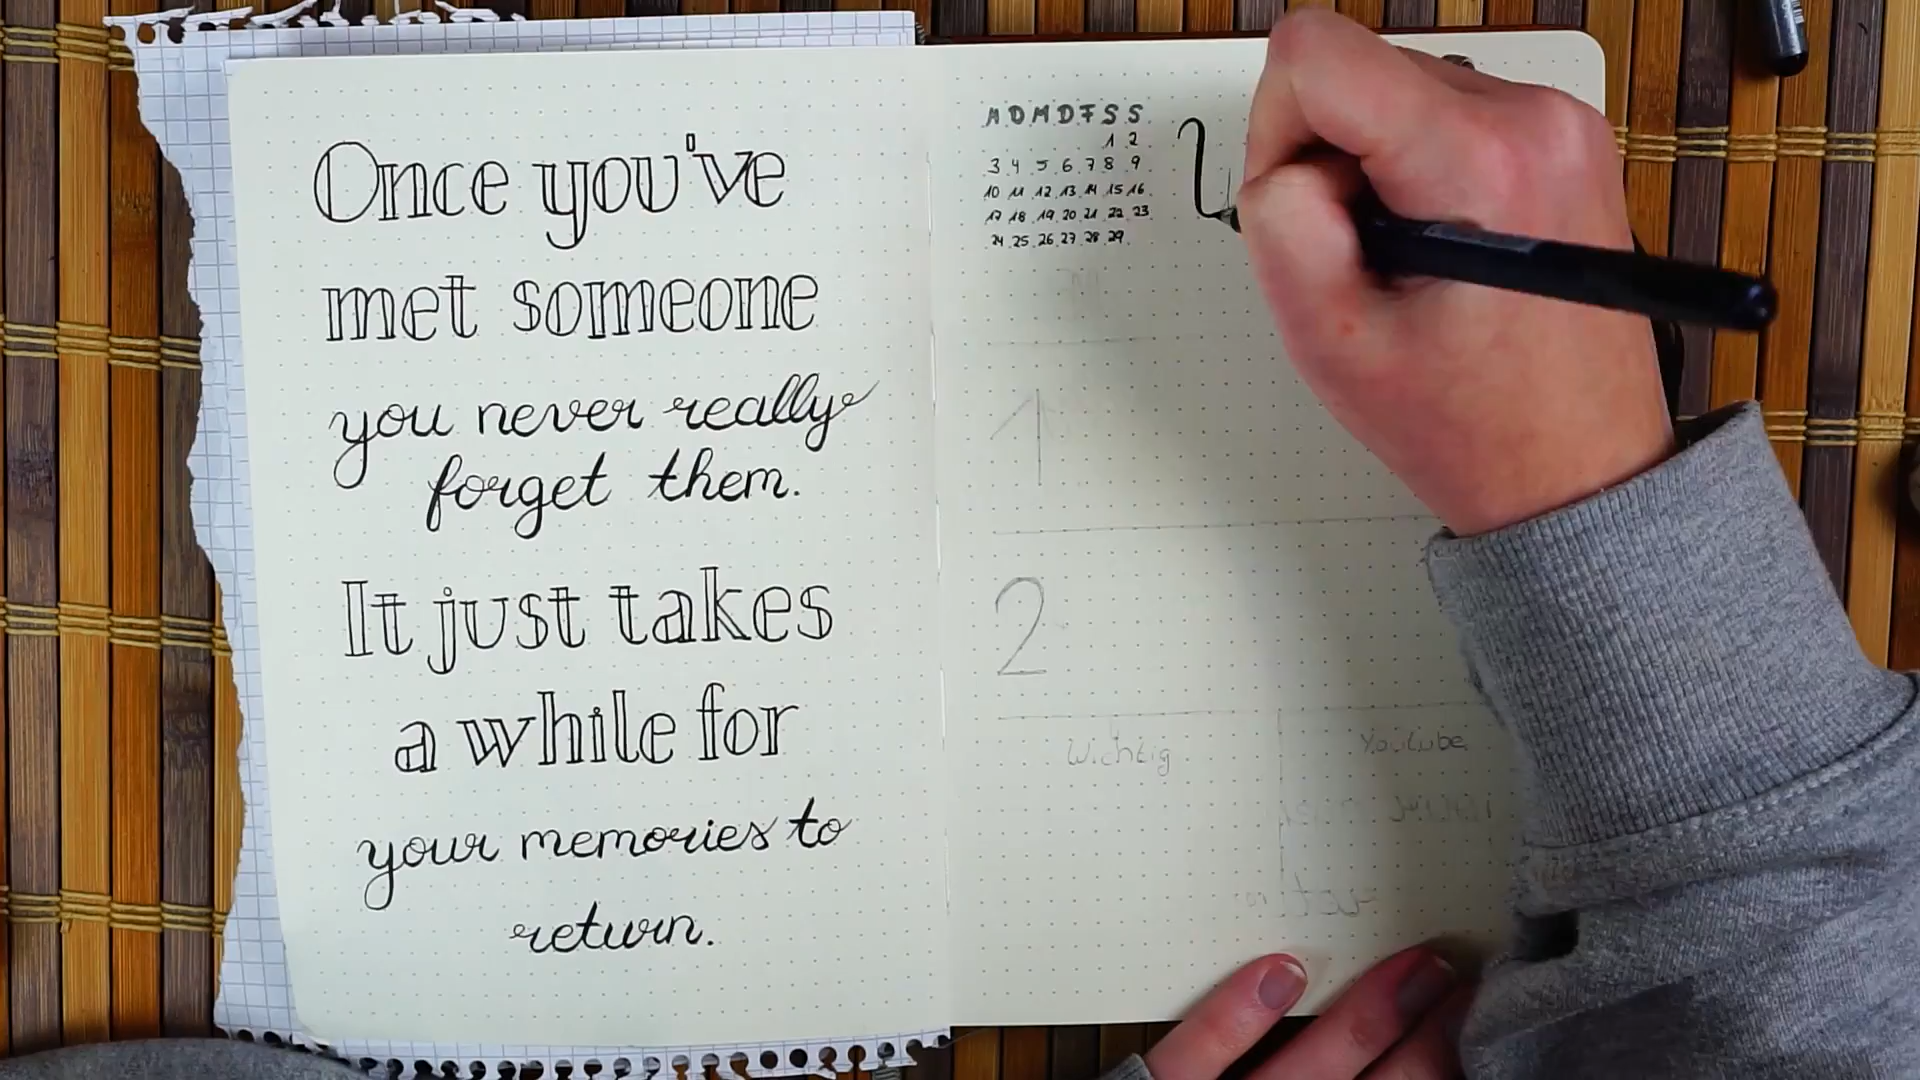 Once you've
met someone
you never really
forget them.
It just takes
a while for
your memories to
return.
M D M D F S S
1 2
3 4 5 6 7 8 9
10 11 12 13 14 15 16
17 18 19 20 21 22 23
24 25 26 27 28 29
1
2
Wichtig
Youtube